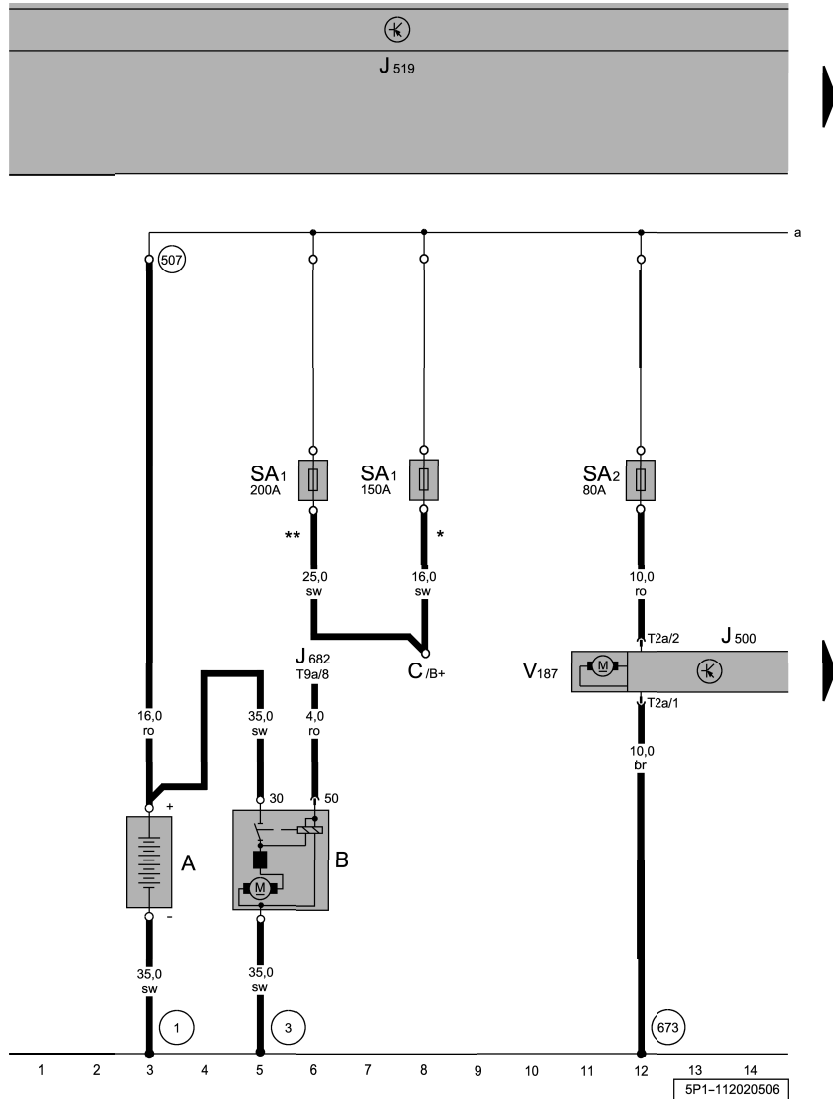 J 519
a
507
SA1
200A
SA1
150A
SA2
80A
**
*
25,0
sw
16,0
sw
10,0
ro
T2a/2
J 500
J 682
T9a/8
C /B+
V187
M
T2a/1
16,0
ro
35,0
sw
4,0
ro
10,0
br
+
30
50
A
B
M
−
35,0
sw
35,0
sw
1
3
673
1 2 3 4 5 6 7 8 9 10 11 12 13 14
5P1-112020506